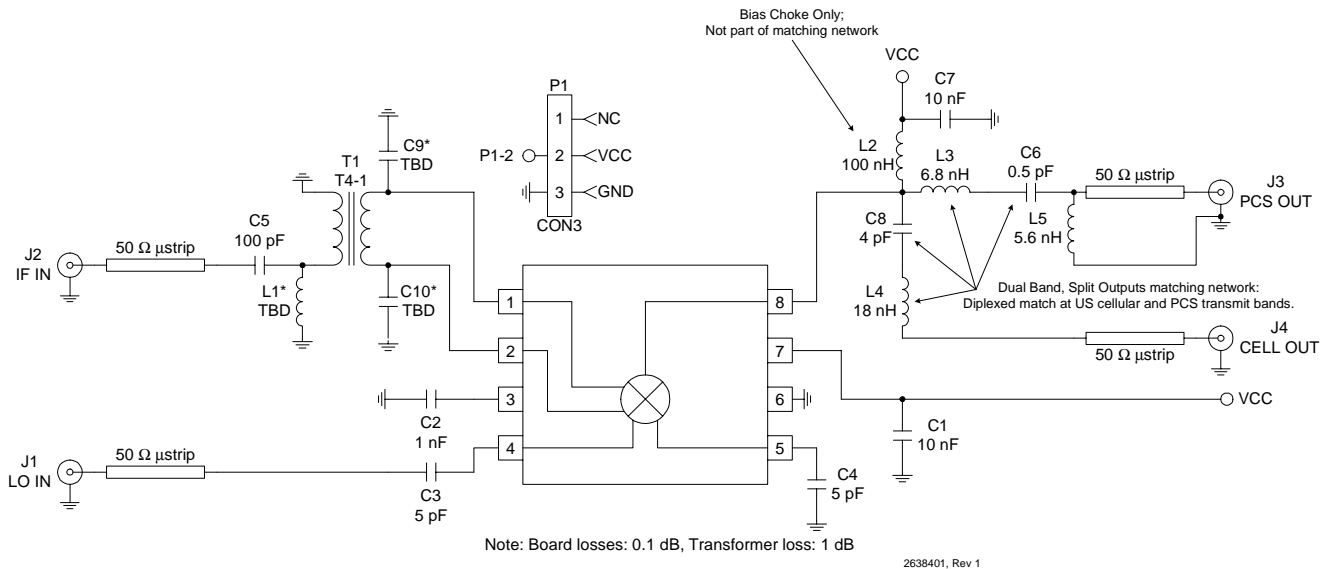 Bias Choke Only;
Not part of matching network
VCC
C7
10 nF
P1
1
NC
P1-2
2
VCC
3
GND
CON3
C9*
TBD
T1
T4-1
L2
100 nH
L3
6.8 nH
C6
0.5 pF
50 Ω µstrip
J3
PCS OUT
C5
100 pF
C8
4 pF
L5
5.6 nH
J2
IF IN
50 Ω µstrip
L1*
TBD
C10*
TBD
Dual Band, Split Outputs matching network:
Diplexed match at US cellular and PCS transmit bands.
L4
18 nH
1
8
J4
CELL OUT
50 Ω µstrip
2
7
3
6
VCC
C2
1 nF
C1
10 nF
4
5
J1
LO IN
50 Ω µstrip
C3
5 pF
C4
5 pF
Note: Board losses: 0.1 dB, Transformer loss: 1 dB
2638401, Rev 1